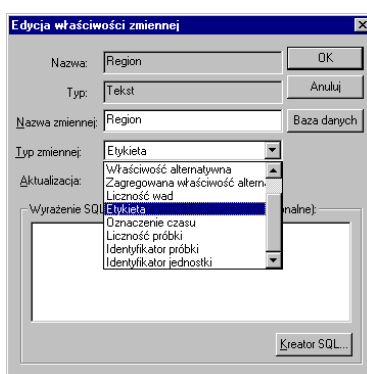 Edycja właściwości zmiennej
Nazwa: Region
OK
Typ: Tekst
Anuluj
Nazwa zmiennej: Region
Baza danych
Typ zmiennej: Etykieta
Aktualizacja:
Właściwość alternatywna
Zagregowana właściwość altern
Liczność wad
Etykieta
Oznaczenie czasu
Liczność próbki
Identyfikator próbki
Identyfikator jednostki
Wyrażenie SQL
nalne):
Kreator SQL...